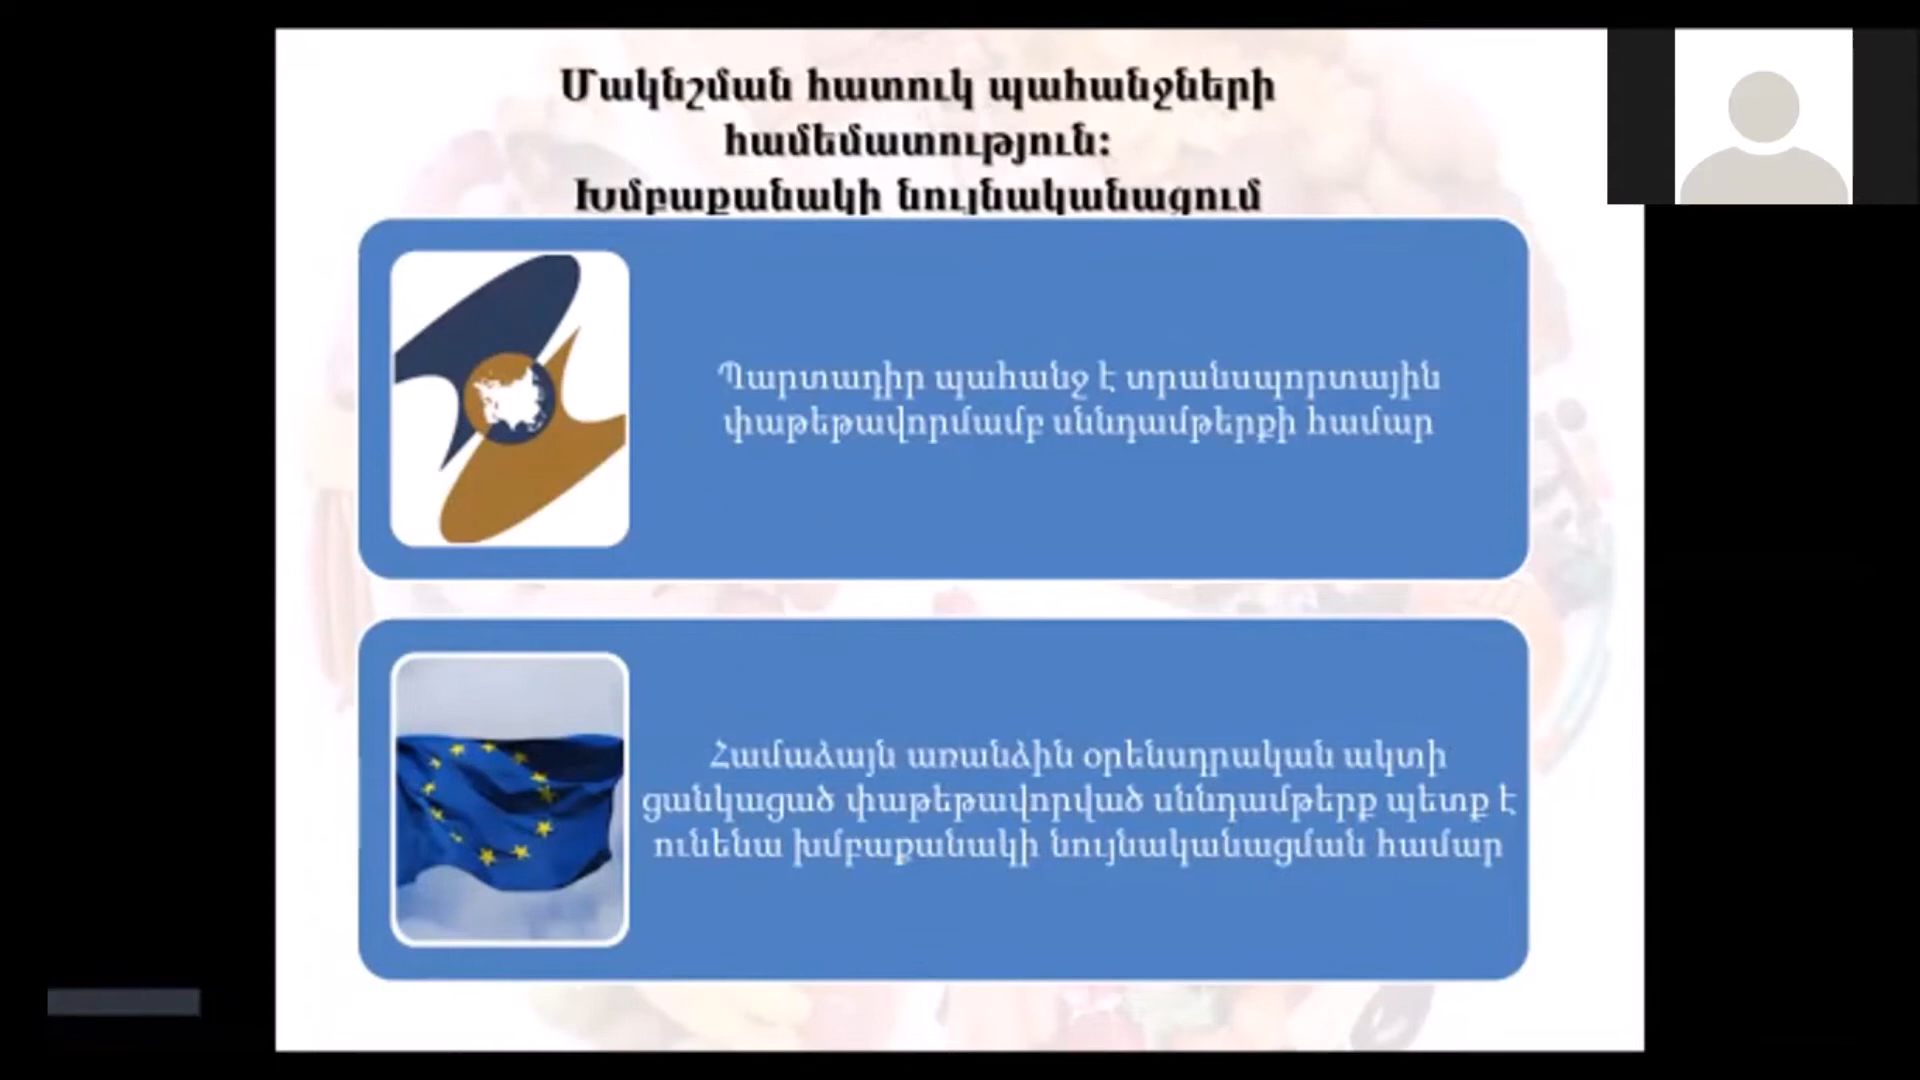 Մակնշման հատուկ պահանջների
համեմատություն:
Խմբաքանակի նույնականացում
Պարտադիր պահանջ է տրանսպորտային
փաթեթավորմամբ սննդամթերքի համար
Համաձայն առանձին օրենսդրական ակտի
ցանկացած փաթեթավորված սննդամթերք պետք է
ունենա խմբաքանակի նույնականացման համար